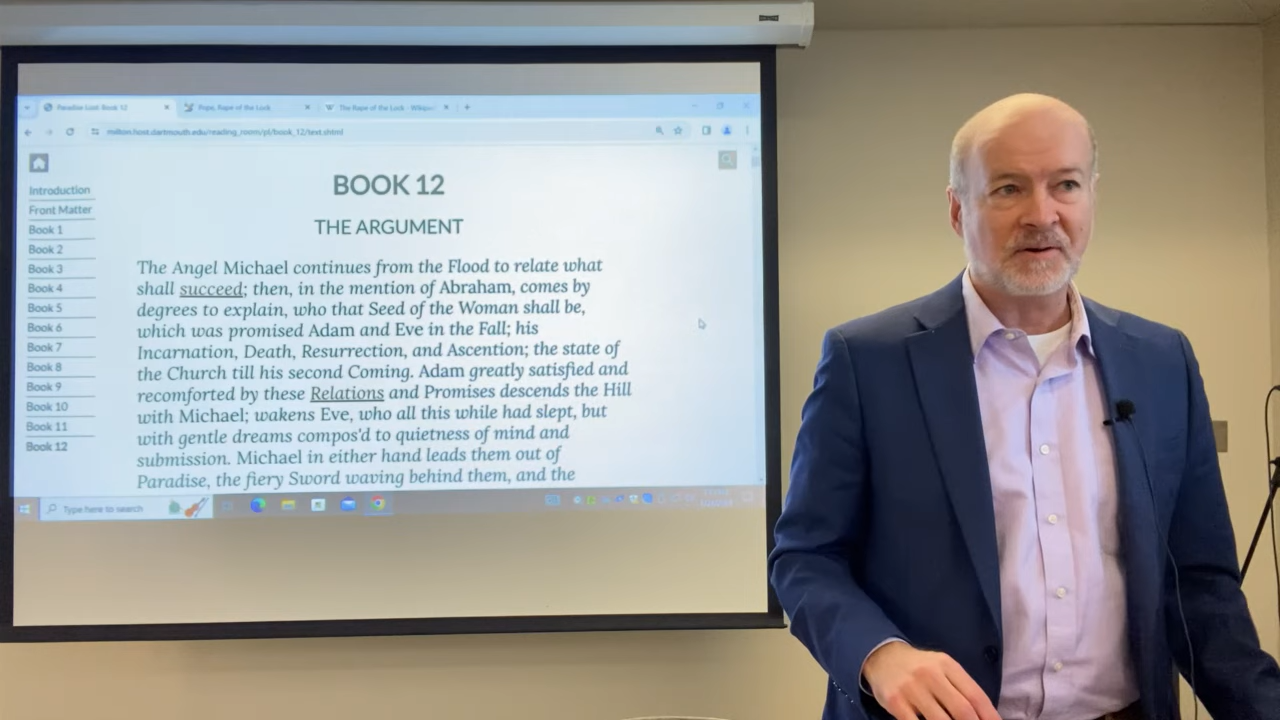 Paradise Lost: Book 12
Pope, Rape of the Lock
The Rape of the Lock - Wikipe
milton.host.dartmouth.edu/reading_room/pl/book_12/text.shtml
Introduction
Front Matter
Book 1
Book 2
Book 3
Book 4
Book 5
Book 6
Book 7
Book 8
Book 9
Book 10
Book 11
Book 12
BOOK 12
THE ARGUMENT
The Angel Michael continues from the Flood to relate what
shall succeed; then, in the mention of Abraham, comes by
degrees to explain, who that Seed of the Woman shall be,
which was promised Adam and Eve in the Fall; his
Incarnation, Death, Resurrection, and Ascention; the state of
the Church till his second Coming. Adam greatly satisfied and
recomforted by these Relations and Promises descends the Hill
with Michael; wakens Eve, who all this while had slept, but
with gentle dreams compos'd to quietness of mind and
submission. Michael in either hand leads them out of
Paradise, the fiery Sword waving behind them, and the
Type here to search